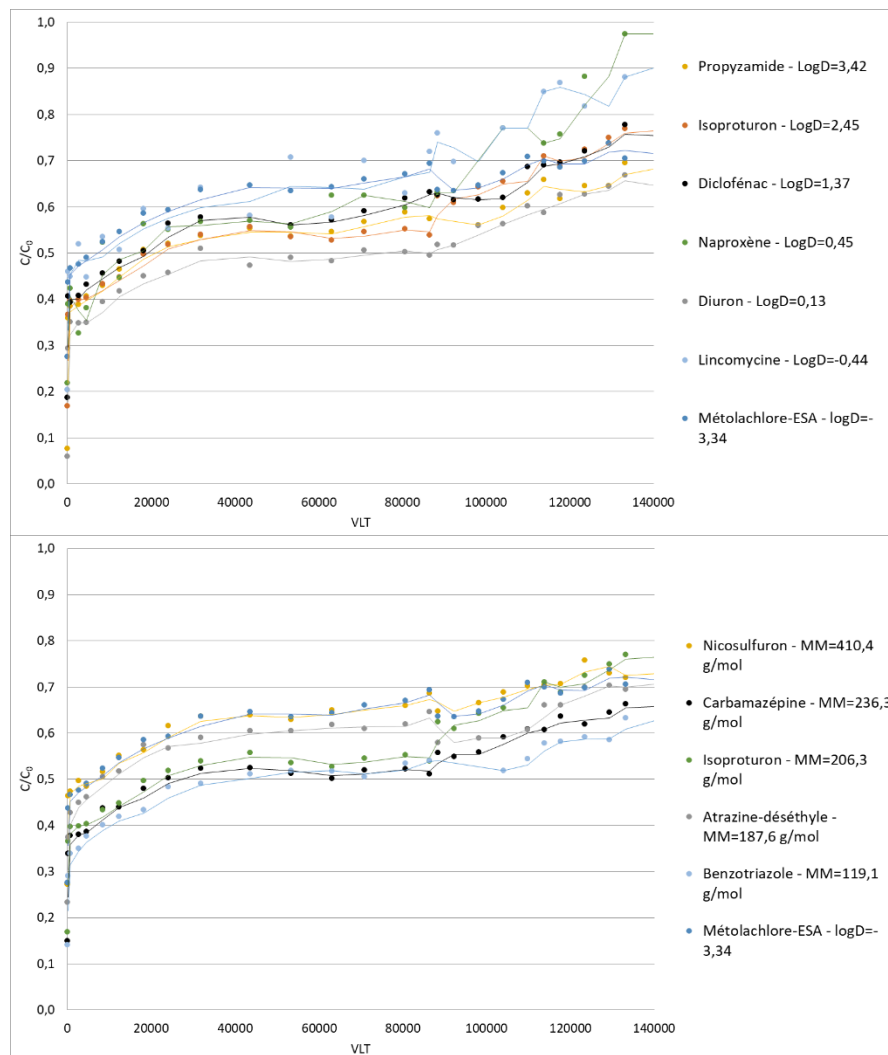 1,0
0,9
0,8
0,7
0,6
0,5
0,4
0,3
0,2
0,1
0,0
C/C0
0 20000 40000 60000 80000 100000 120000 140000
VLT
Propyzamide - LogD=3,42
Isoproturon - LogD=2,45
Diclofénac - LogD=1,37
Naproxène - LogD=0,45
Diuron - LogD=0,13
Lincomycine - LogD=-0,44
Métolachlore-ESA - logD=-
3,34
1,0
0,9
0,8
0,7
0,6
0,5
0,4
0,3
0,2
0,1
0,0
C/C0
0 20000 40000 60000 80000 100000 120000 140000
VLT
Nicosulfuron - MM=410,4
g/mol
Carbamazépine - MM=236,3
g/mol
Isoproturon - MM=206,3
g/mol
Atrazine-déséthyle -
MM=187,6 g/mol
Benzotriazole - MM=119,1
g/mol
Métolachlore-ESA - logD=-
3,34